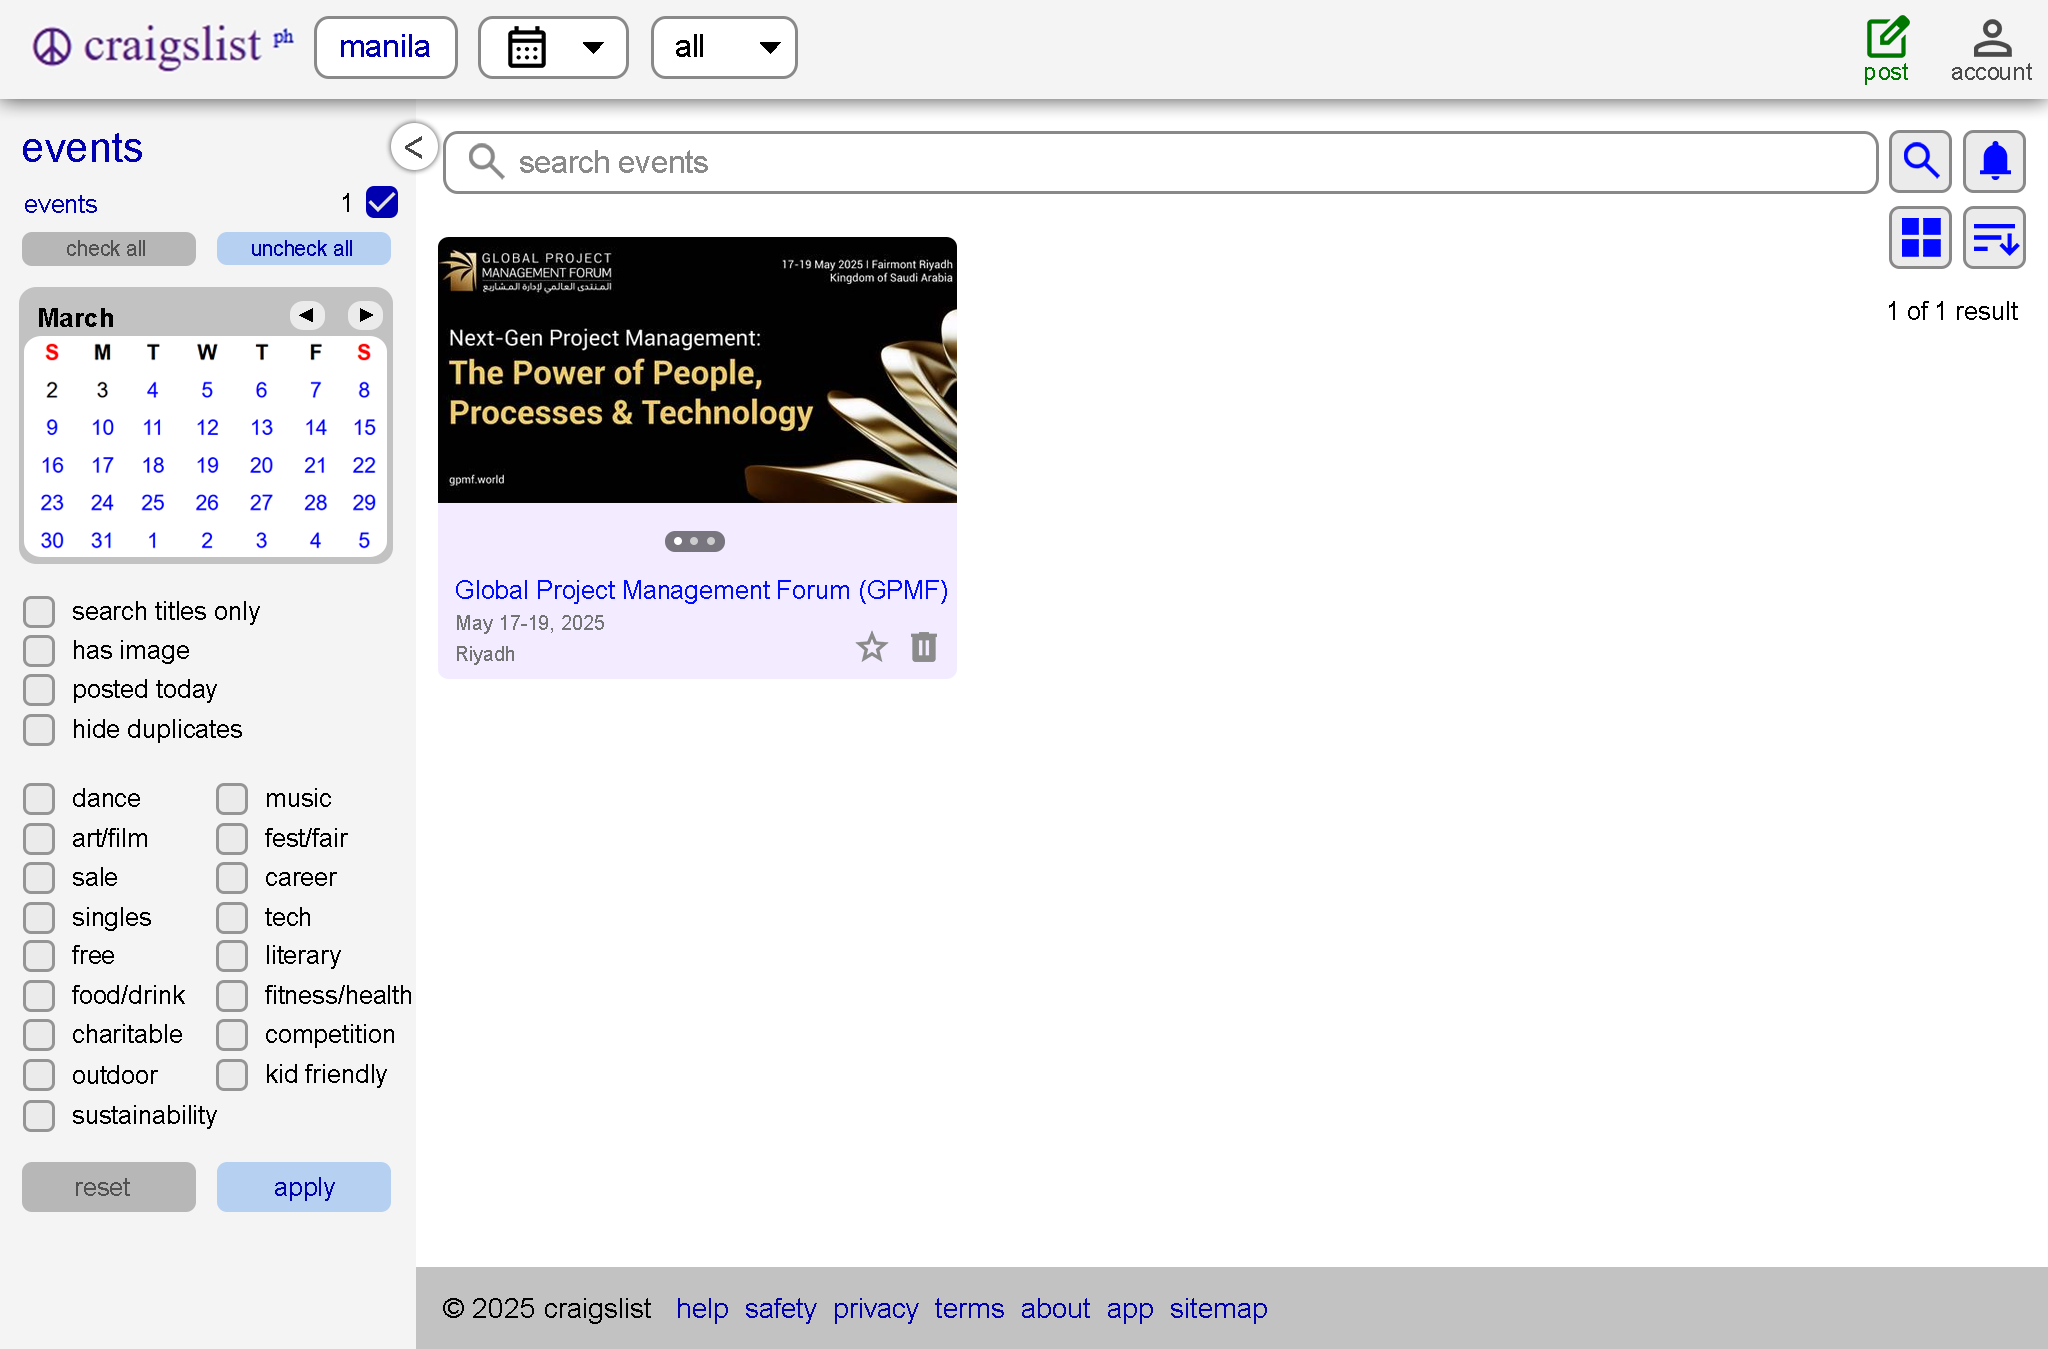 craigslist ph
manila
all
post
account
events
<
search events
events 1
check all uncheck all
March ◀ ▶
S M T W T F S
2 3 4 5 6 7 8
9 10 11 12 13 14 15
16 17 18 19 20 21 22
23 24 25 26 27 28 29
30 31 1 2 3 4 5
search titles only
has image
posted today
hide duplicates
dance music
art/film fest/fair
sale career
singles tech
free literary
food/drink fitness/health
charitable competition
outdoor kid friendly
sustainability
reset apply
GLOBAL PROJECT
MANAGEMENT FORUM
المنتدى العالمي لإدارة المشاريع
17-19 May 2025 | Fairmont Riyadh
Kingdom of Saudi Arabia
Next-Gen Project Management:
The Power of People,
Processes & Technology
gpmf.world
Global Project Management Forum (GPMF)
May 17-19, 2025
Riyadh
1 of 1 result
© 2025 craigslist help safety privacy terms about app sitemap